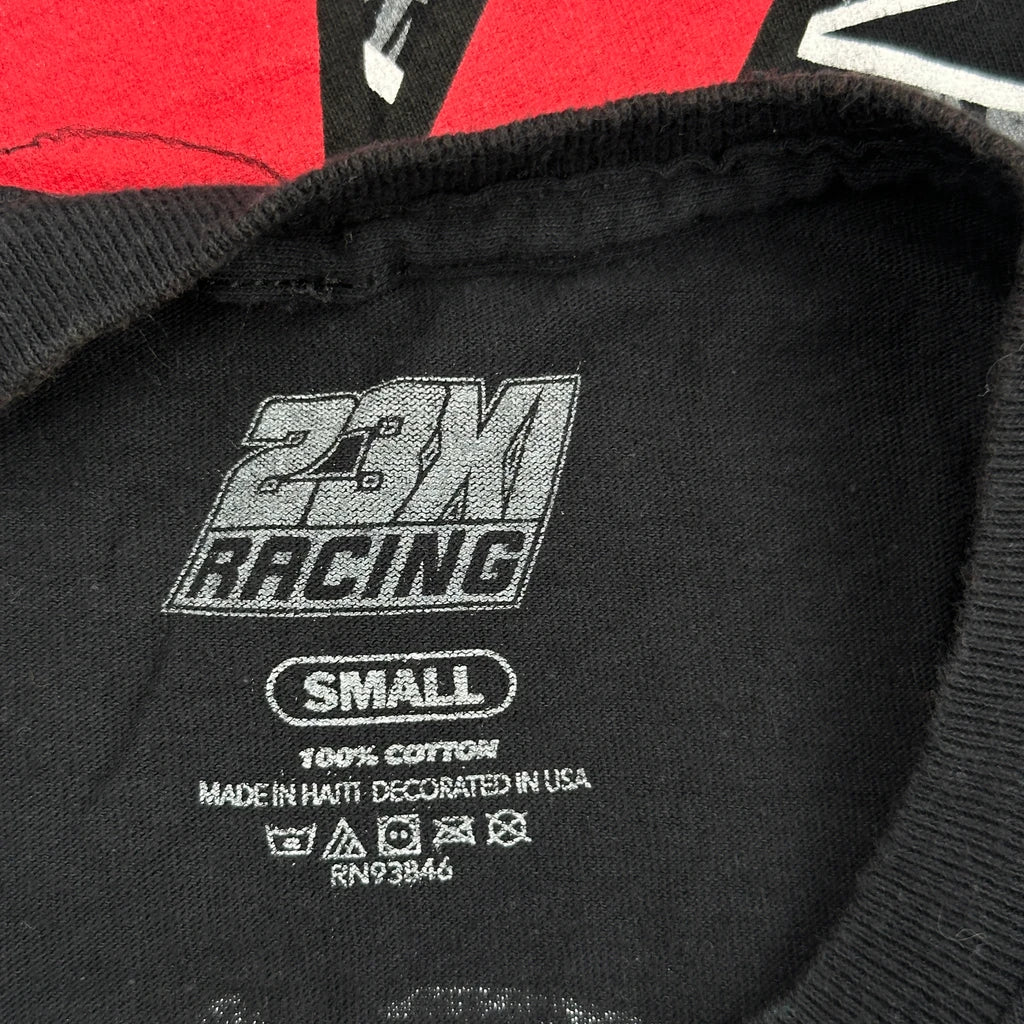 23XI
RACING
SMALL
100% COTTON
MADE IN HAITI DECORATED IN USA
RN93846